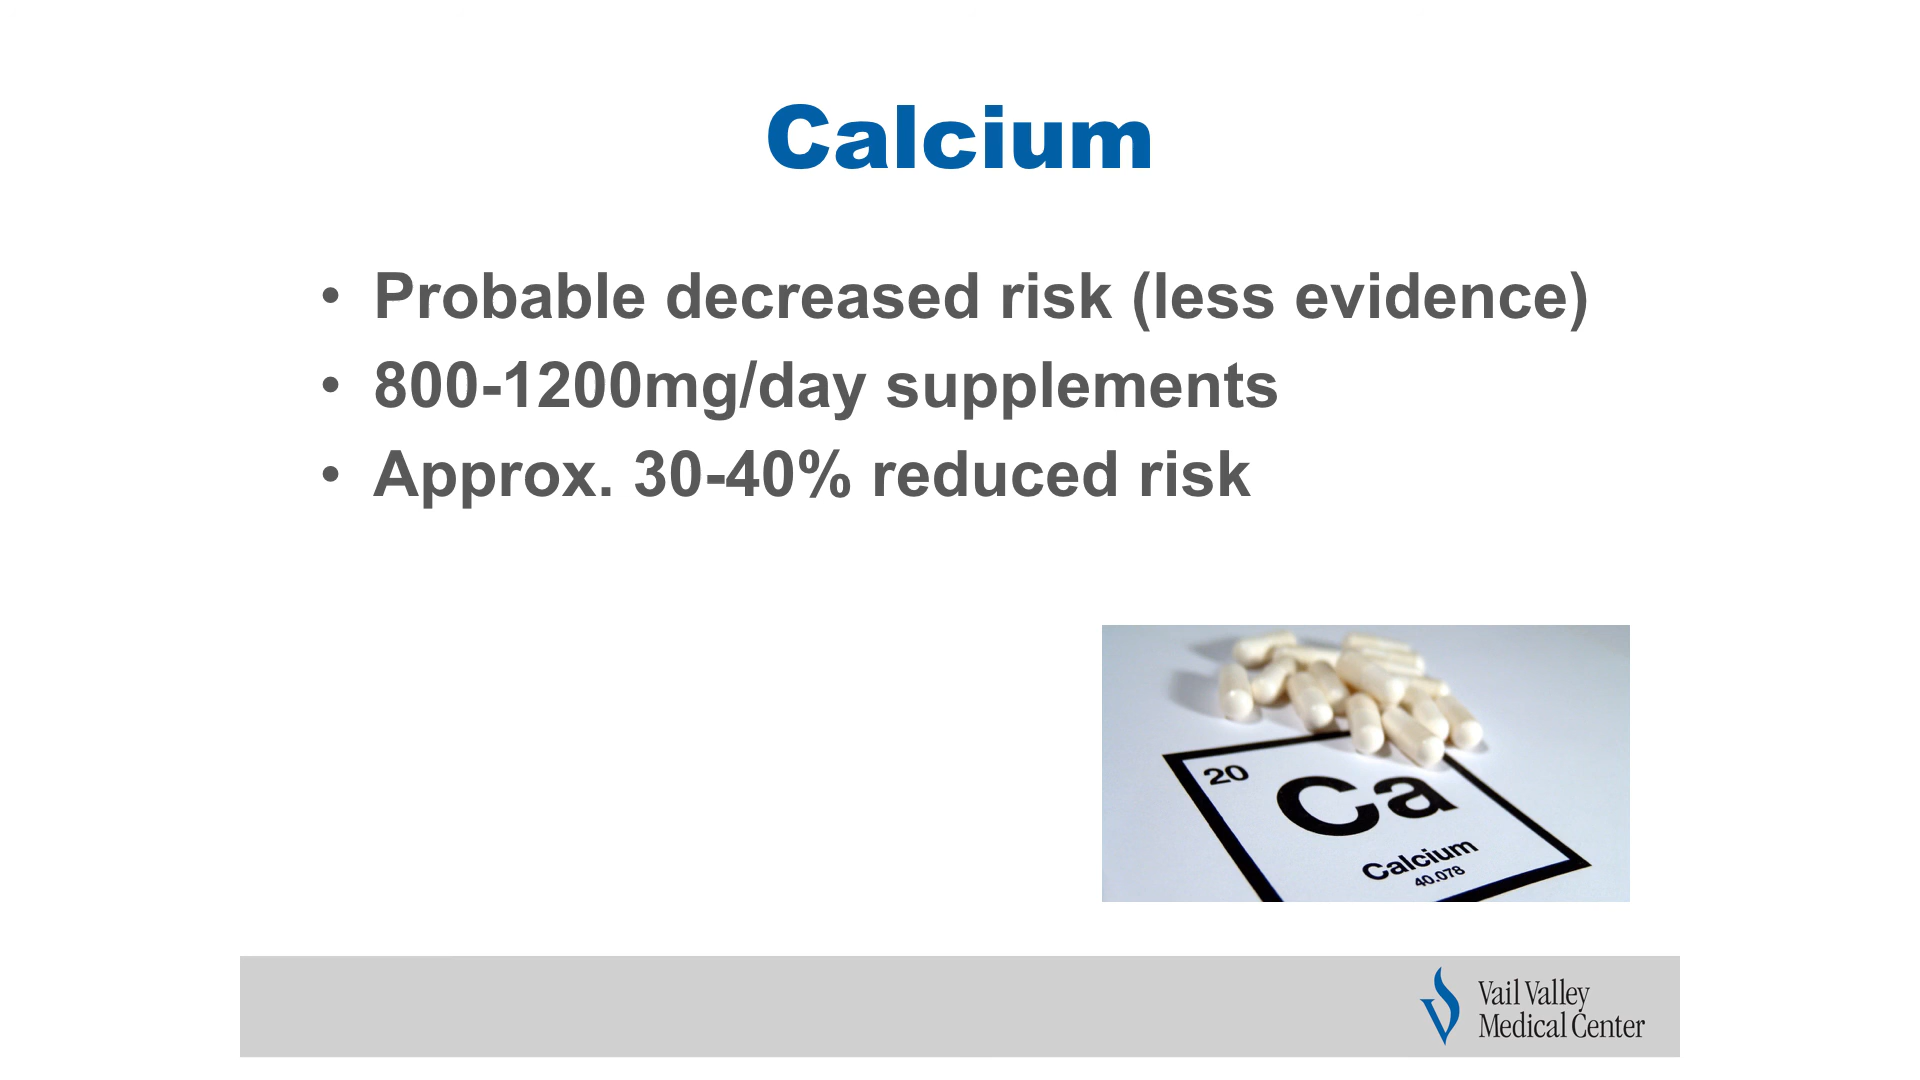 Calcium
• Probable decreased risk (less evidence)
• 800-1200mg/day supplements
• Approx. 30-40% reduced risk
20
Ca
Calcium
40.078
Vail Valley
Medical Center